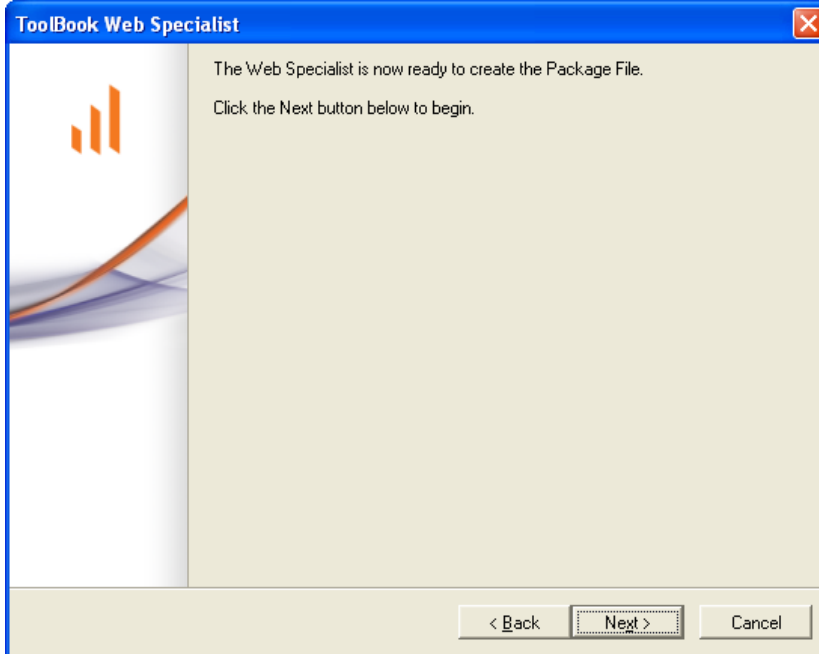 ToolBook Web Specialist
The Web Specialist is now ready to create the Package File.
Click the Next button below to begin.
< Back Next > Cancel